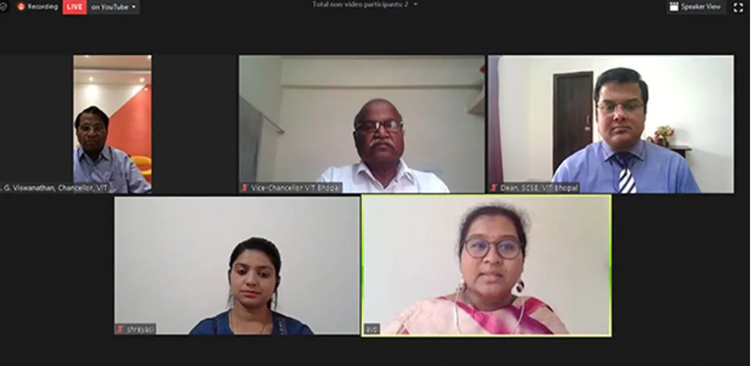 Recording LIVE on YouTube
Total non-video participants: 2
Speaker View
. G. Viswanathan, Chancellor, VIT
Vice-Chancellor VIT Bhopal
Dean, SCSE, VIT Bhopal
shreyasi
avp